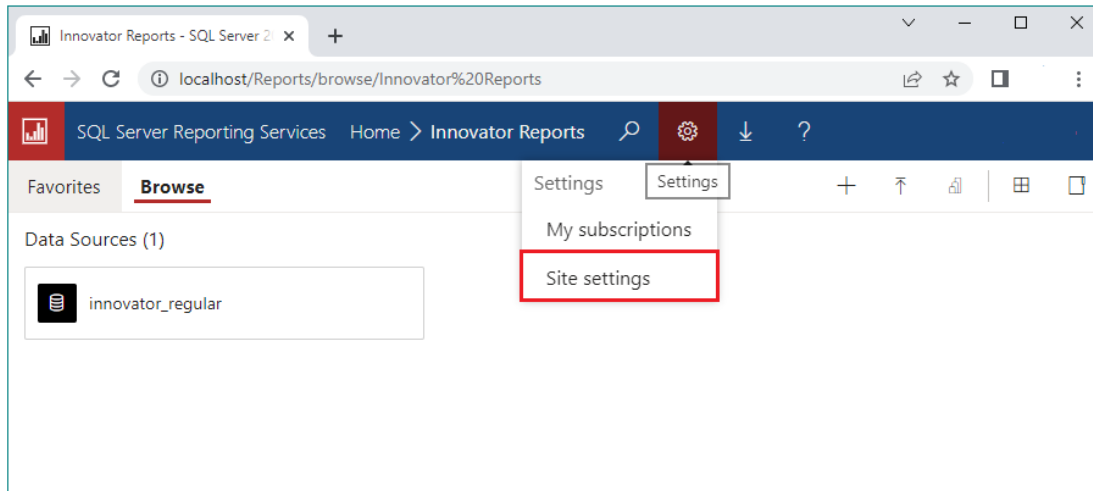 Innovator Reports - SQL Server 2
localhost/Reports/browse/Innovator%20Reports
SQL Server Reporting Services Home > Innovator Reports ?
Favorites Browse
Settings Settings
My subscriptions
Data Sources (1)
Site settings
innovator_regular